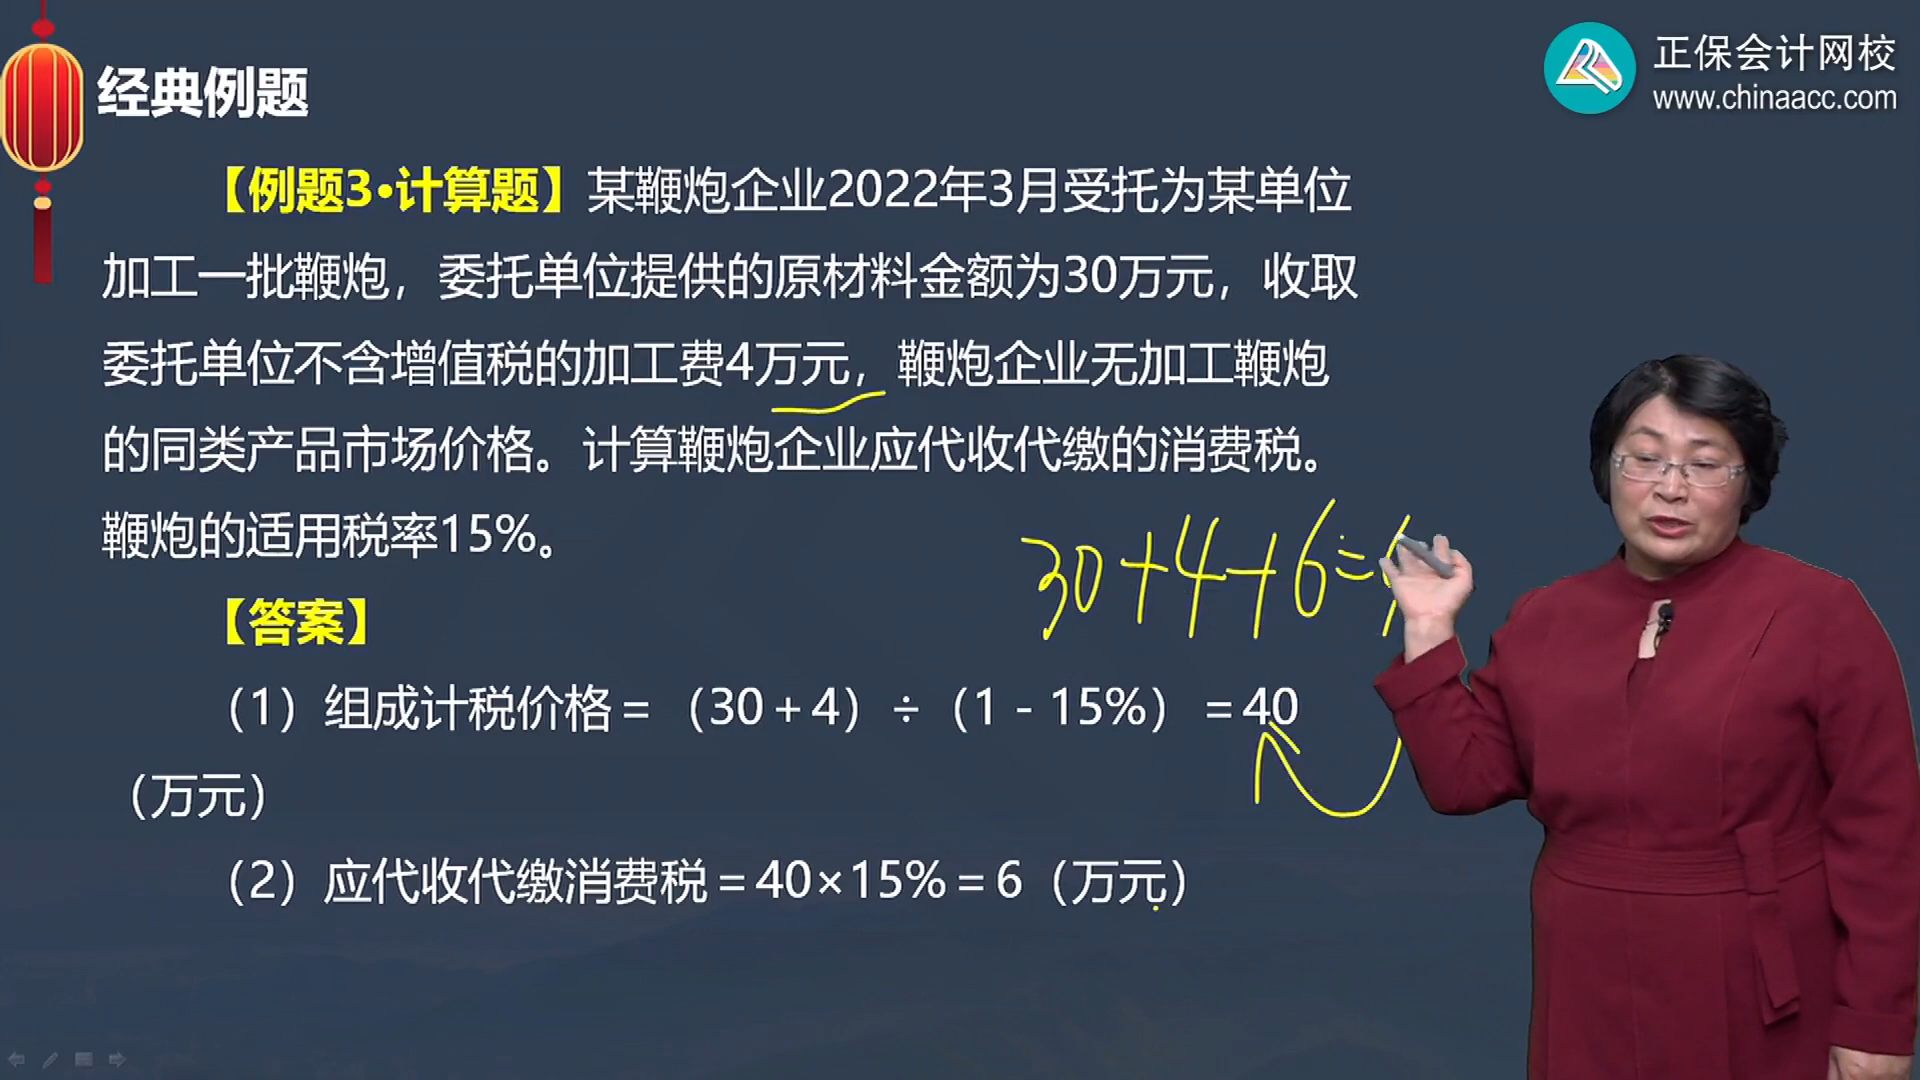 正保会计网校
www.chinaacc.com
经典例题
【例题3·计算题】某鞭炮企业2022年3月受托为某单位
加工一批鞭炮，委托单位提供的原材料金额为30万元，收取
委托单位不含增值税的加工费4万元，鞭炮企业无加工鞭炮
的同类产品市场价格。计算鞭炮企业应代收代缴的消费税。
鞭炮的适用税率15%。
30+4+6=
【答案】
（1）组成计税价格＝（30＋4）÷（1－15%）＝40
（万元）
（2）应代收代缴消费税＝40×15%＝6（万元）